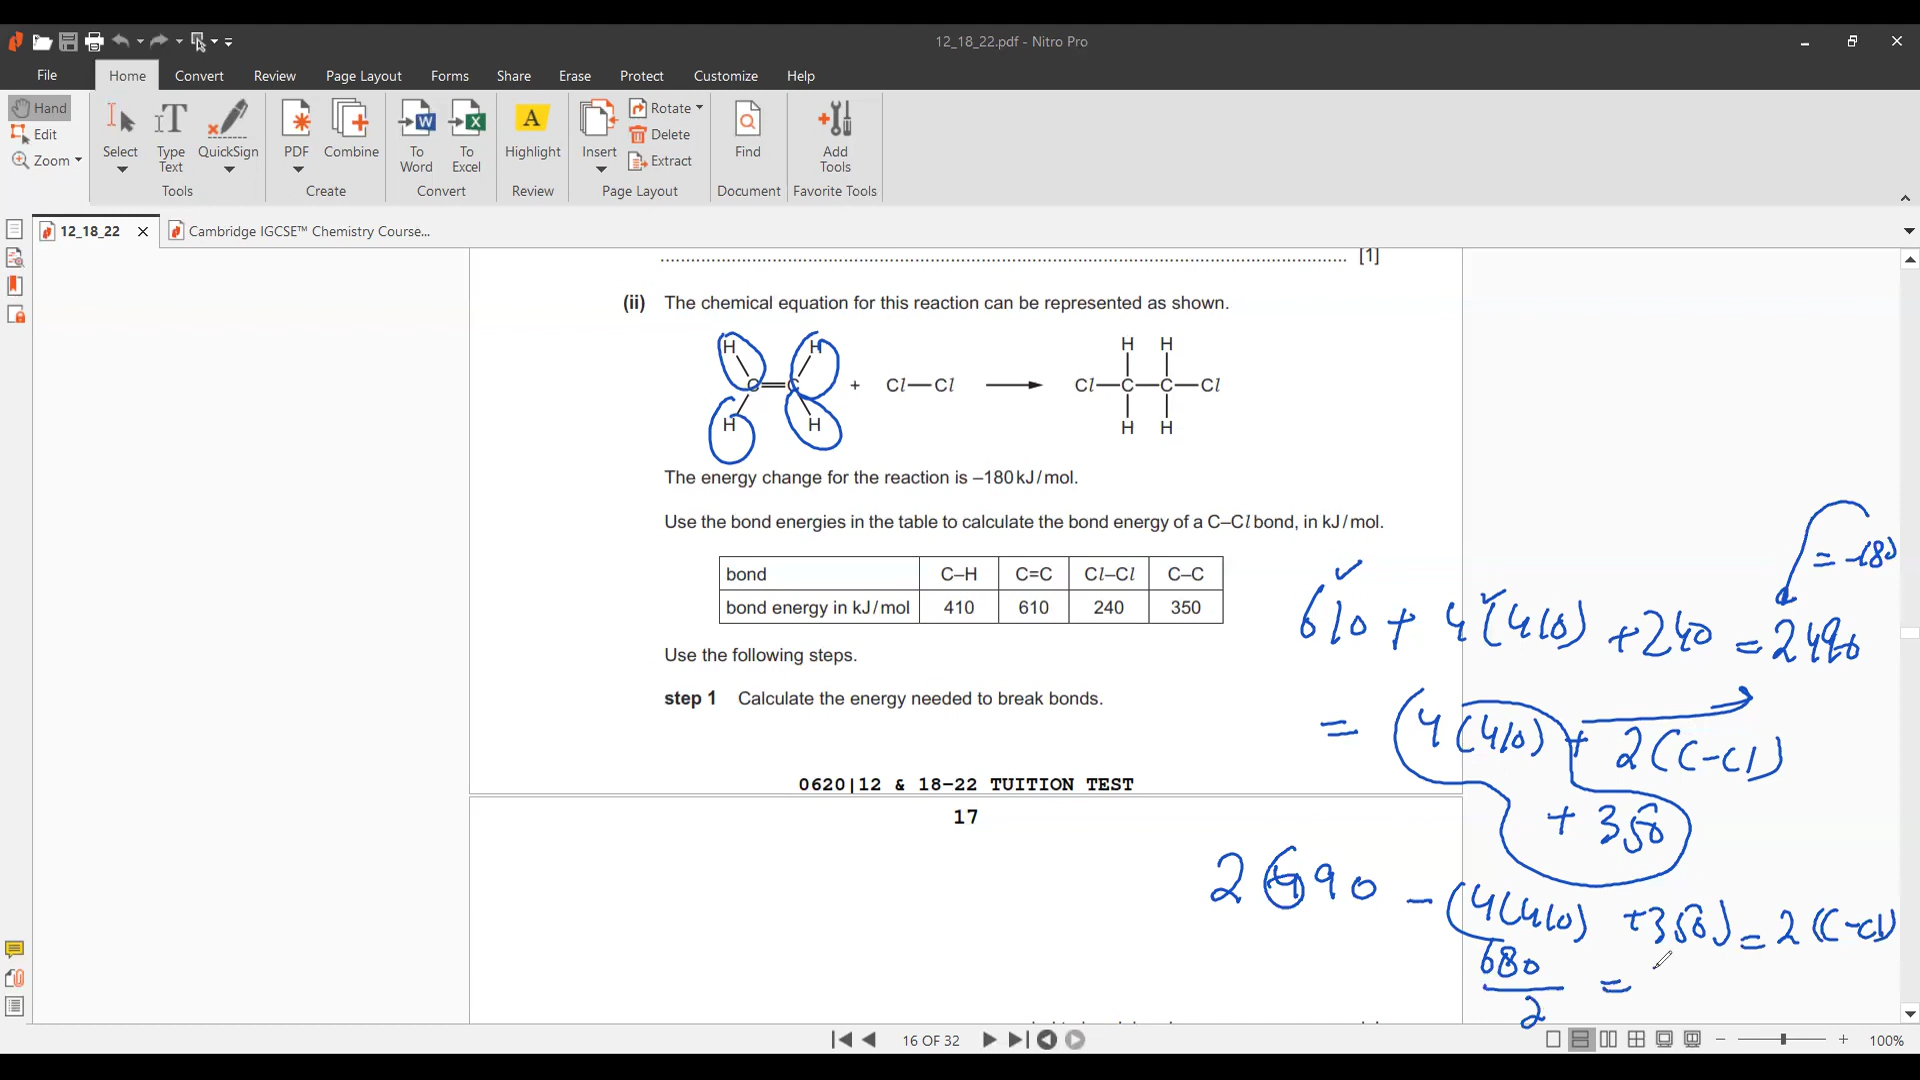 12_18_22.pdf - Nitro Pro
File Home Convert Review Page Layout Forms Share Erase Protect Customize Help
Hand
Edit
Zoom
Select
Type Text
QuickSign
Tools
PDF
Combine
Create
To Word
To Excel
Convert
Highlight
Review
Insert
Rotate
Delete
Extract
Page Layout
Find
Document
Add Tools
Favorite Tools
12_18_22
Cambridge IGCSE™ Chemistry Course...
[1]
(ii) The chemical equation for this reaction can be represented as shown.
H H H H
C C + Cl Cl Cl C C Cl
H H H H
The energy change for the reaction is –180 kJ/mol.
Use the bond energies in the table to calculate the bond energy of a C–Cl bond, in kJ/mol.
bond C–H C=C Cl–Cl C–C
bond energy in kJ/mol 410 610 240 350
Use the following steps.
step 1 Calculate the energy needed to break bonds.
0620|12 & 18-22 TUITION TEST
17
= -180
610 + 4(410) + 240 = 2490
= (4(410) + 2(C-Cl)
+ 350
2490 - (4(410) + 350) = 2(C-Cl)
680
2
=
16 OF 32
100%